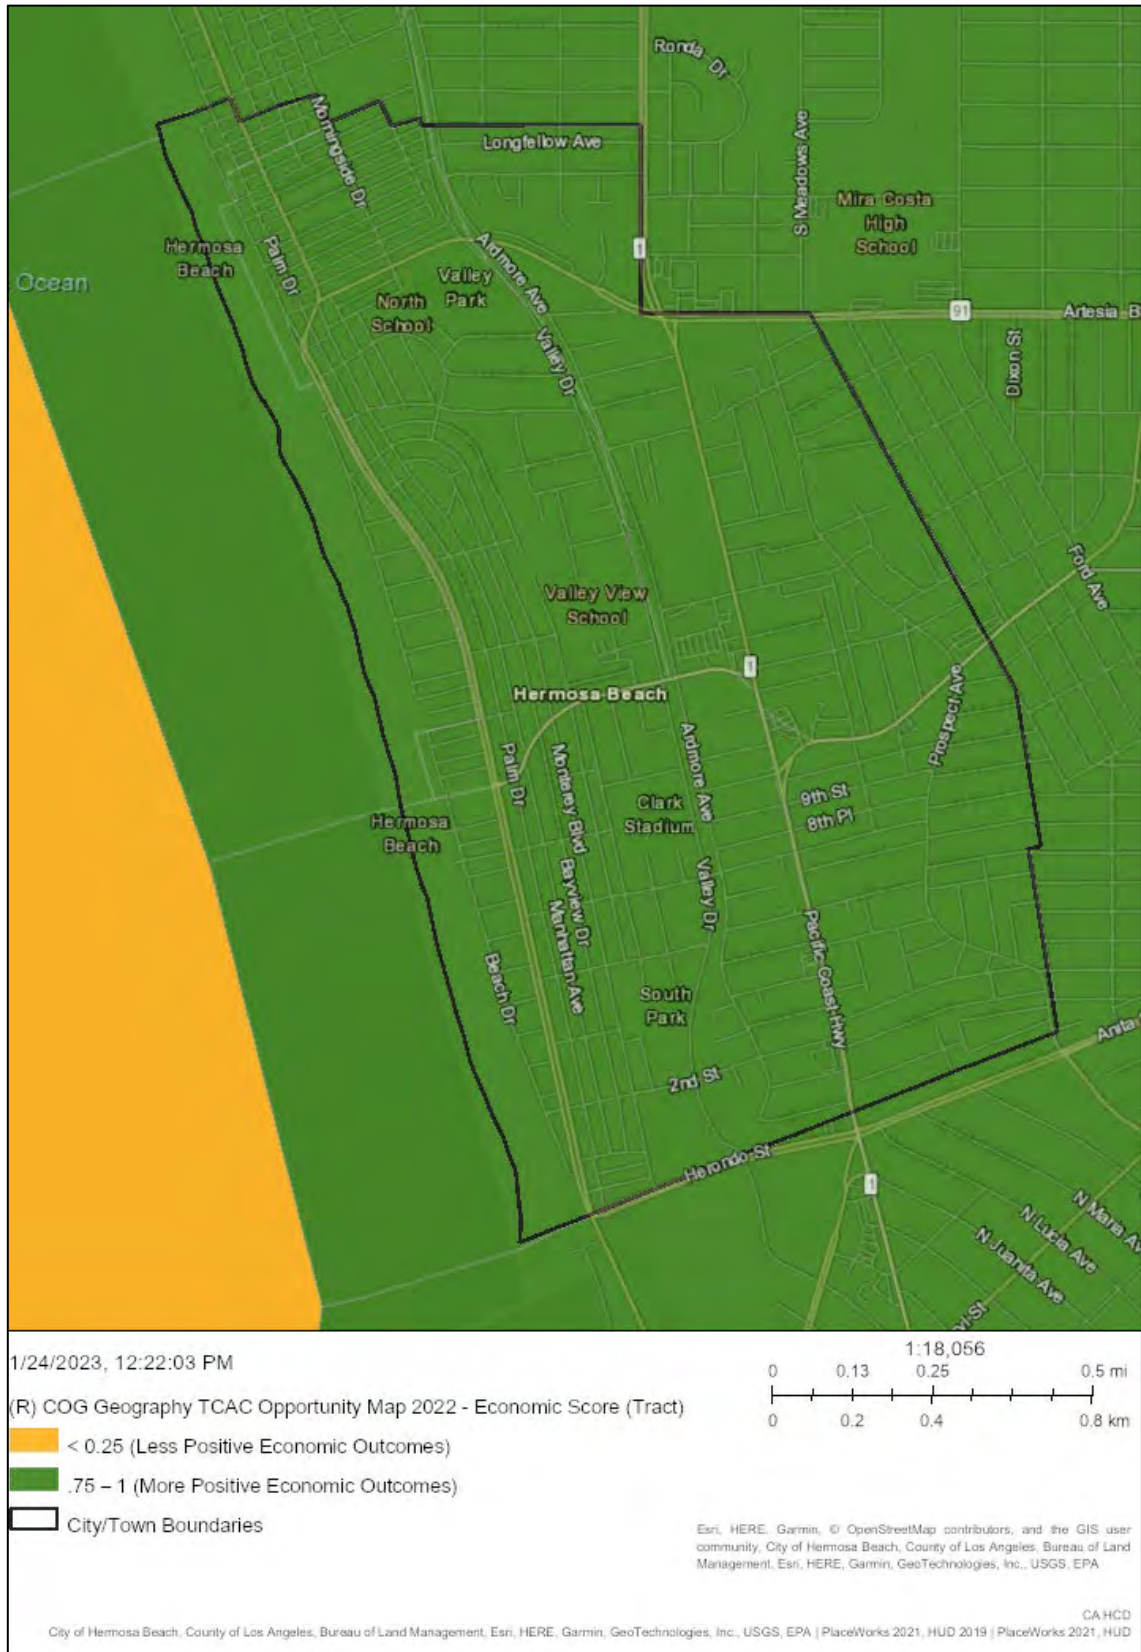 Ronda Dr
Morningside Dr
Longfellow Ave
S Meadows Ave
Mira Costa
High
School
Hermosa
Beach
Palm Dr
Ardmore Ave
1
Valley
Park
Ocean
North
School
91
Artesia B
Valley Dr
Dixon St
Ford Ave
Valley View
School
1
Hermosa Beach
Prospect Ave
Palm Dr
Monterey Blvd
Ardmore Ave
9th St
8th Pl
Clark
Stadium
Hermosa
Beach
Bayview Dr
Manhattan Ave
Valley Dr
Pacific Coast Hwy
Beach Dr
South
Park
Anita
2nd St
Herondo St
1
N Maria Av
N Lucia Ave
N Juanita Ave
ryl St
1/24/2023, 12:22:03 PM
1:18,056
0 0.13 0.25 0.5 mi
0 0.2 0.4 0.8 km
(R) COG Geography TCAC Opportunity Map 2022 - Economic Score (Tract)
< 0.25 (Less Positive Economic Outcomes)
.75 – 1 (More Positive Economic Outcomes)
City/Town Boundaries
Esri, HERE, Garmin, © OpenStreetMap contributors, and the GIS user
community, City of Hermosa Beach, County of Los Angeles, Bureau of Land
Management, Esri, HERE, Garmin, GeoTechnologies, Inc., USGS, EPA
CA HCD
City of Hermosa Beach, County of Los Angeles, Bureau of Land Management, Esri, HERE, Garmin, GeoTechnologies, Inc., USGS, EPA | PlaceWorks 2021, HUD 2019 | PlaceWorks 2021, HUD